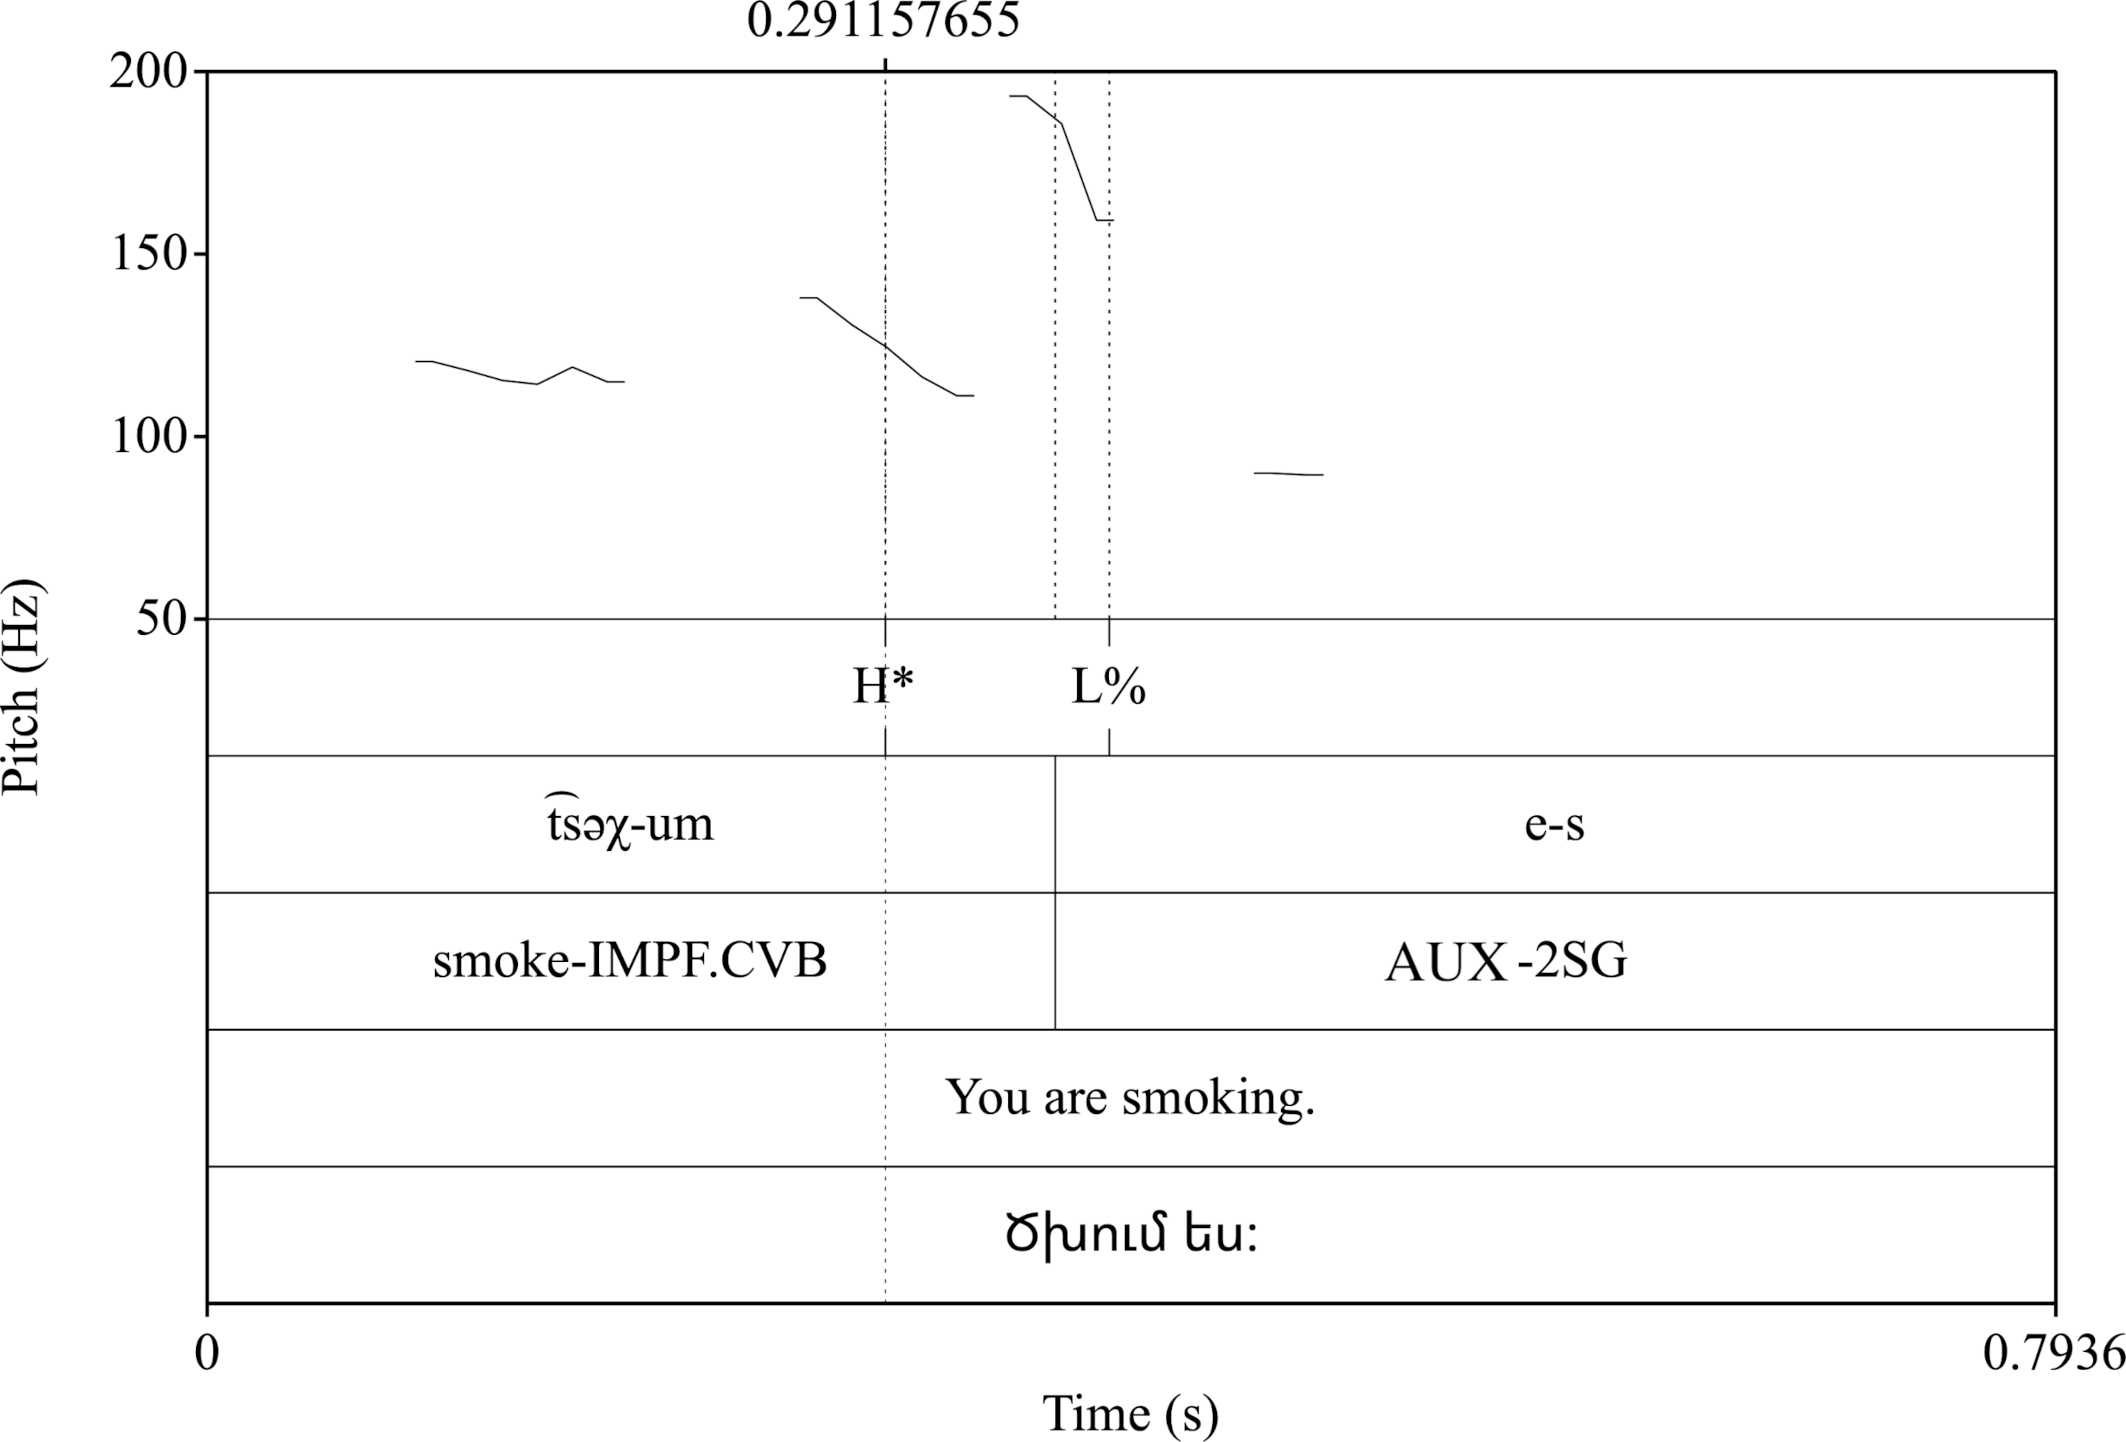 0.291157655
200
150
100
50
Pitch (Hz)
H* L%
t͡səχ-um e-s
smoke-IMPF.CVB AUX-2SG
You are smoking.
Ծխում ես:
0 0.7936
Time (s)